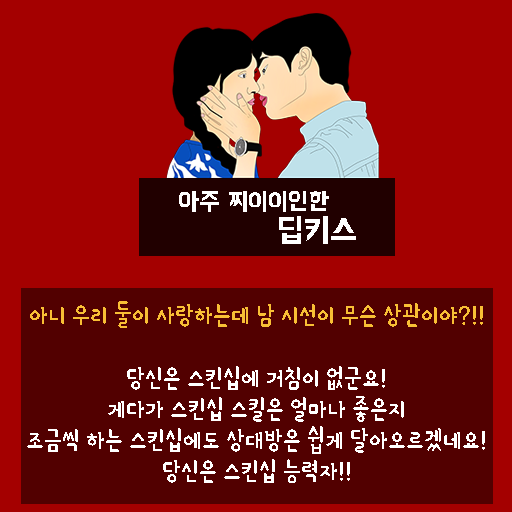 아주 찌이이인한
딥키스
아니 우리 둘이 사랑하는데 남 시선이 무슨 상관이야?!!
당신은 스킨십에 거침이 없군요!
게다가 스킨십 스킬은 얼마나 좋은지
조금씩 하는 스킨십에도 상대방은 쉽게 달아오르겠네요!
당신은 스킨십 능력자!!